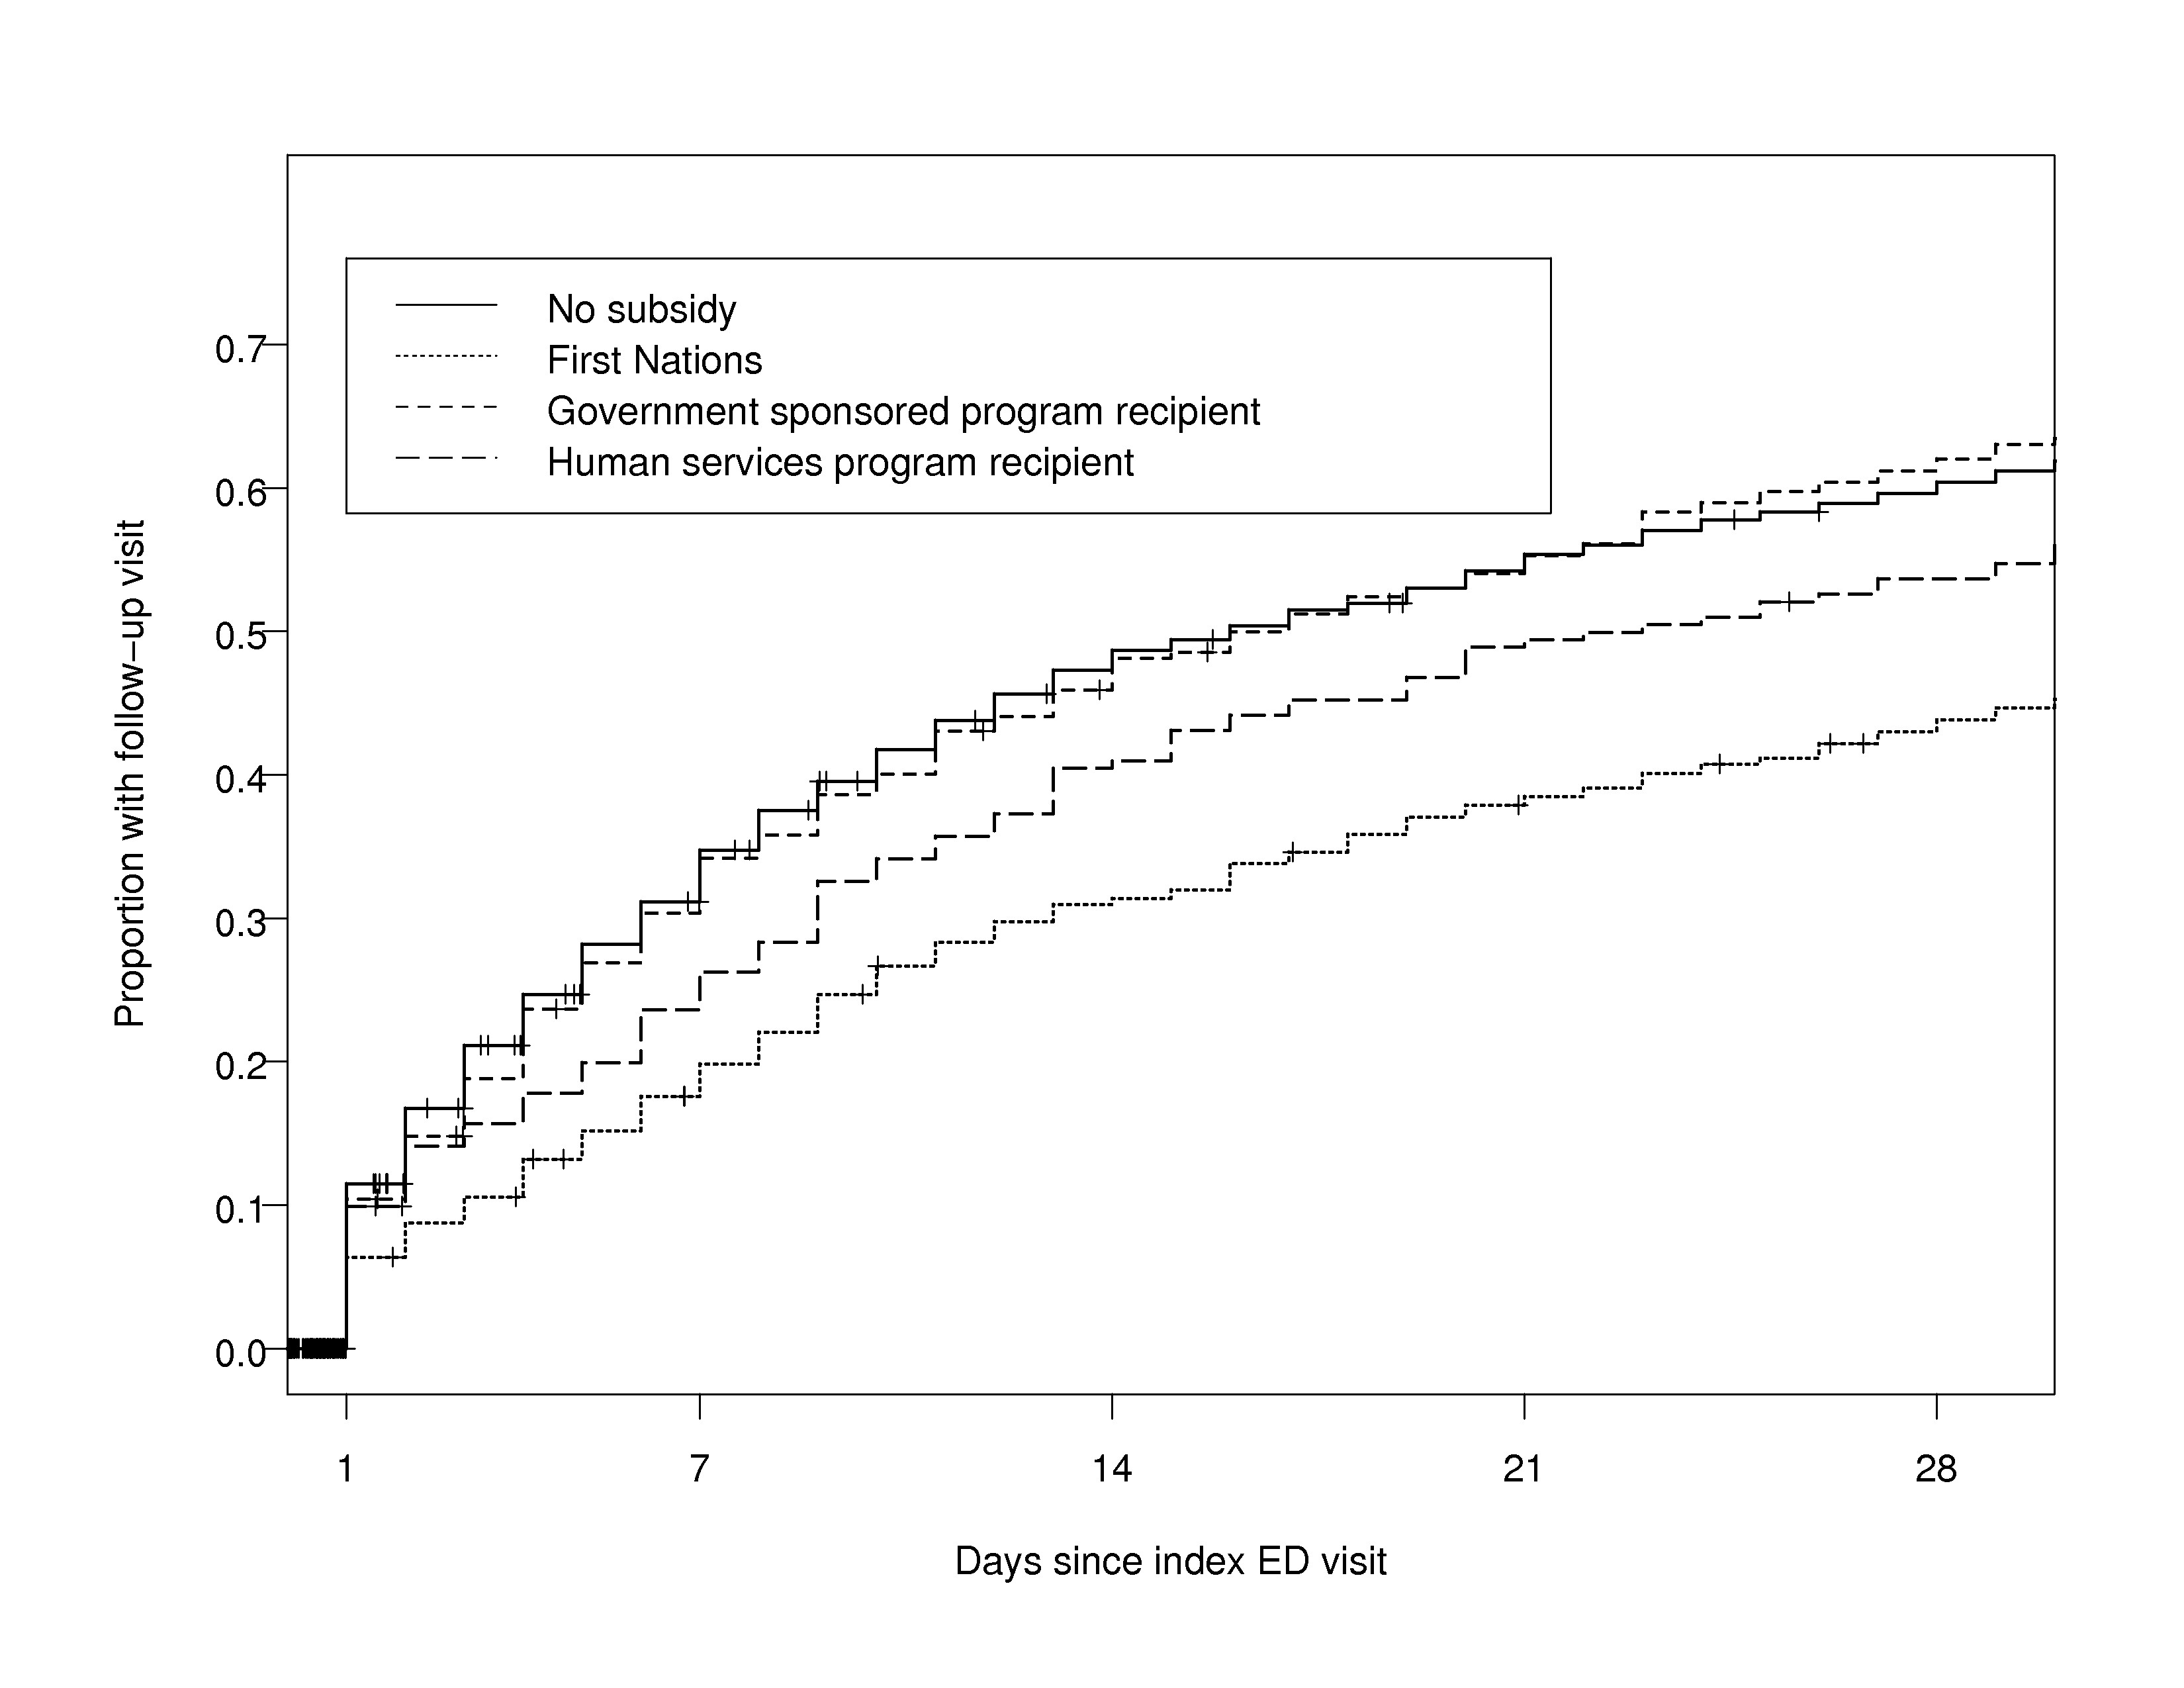 No subsidy
First Nations
Government sponsored program recipient
Human services program recipient
Proportion with follow−up visit
0.7
0.6
0.5
0.4
0.3
0.2
0.1
0.0
1 7 14 21 28
Days since index ED visit